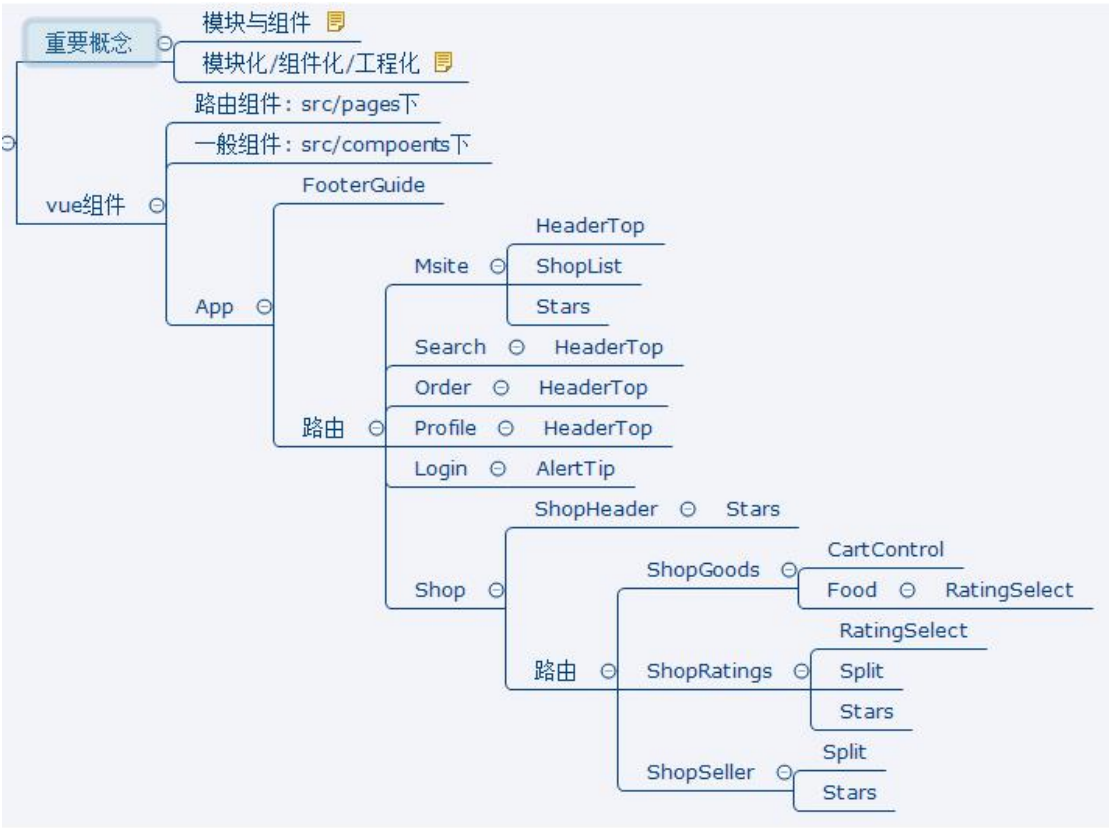 模块与组件
重要概念
模块化/组件化/工程化
路由组件：src/pages下
一般组件：src/compoents下
vue组件
FooterGuide
HeaderTop
Msite
ShopList
App
Stars
Search HeaderTop
Order HeaderTop
路由
Profile HeaderTop
Login AlertTip
ShopHeader Stars
CartControl
ShopGoods
Shop
Food RatingSelect
RatingSelect
路由
ShopRatings
Split
Stars
Split
ShopSeller
Stars